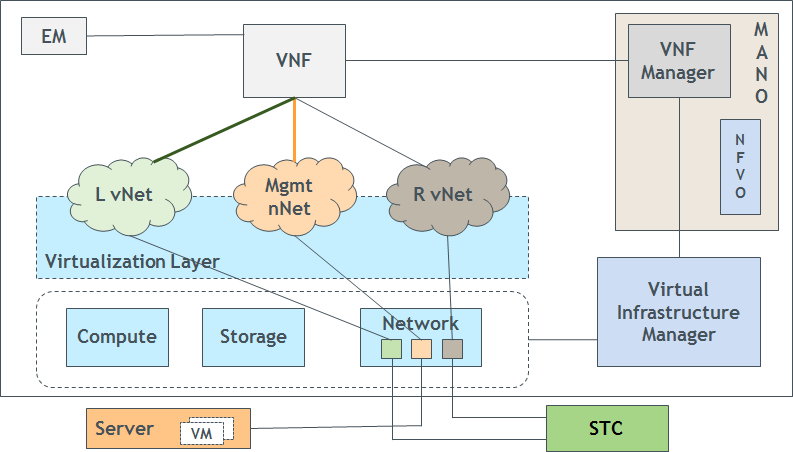 EM
VNF
VNF
Manager
M
A
N
O
N
F
V
O
L vNet
Mgmt
nNet
R vNet
Virtualization Layer
Compute
Storage
Network
Virtual
Infrastructure
Manager
Server
VM
STC